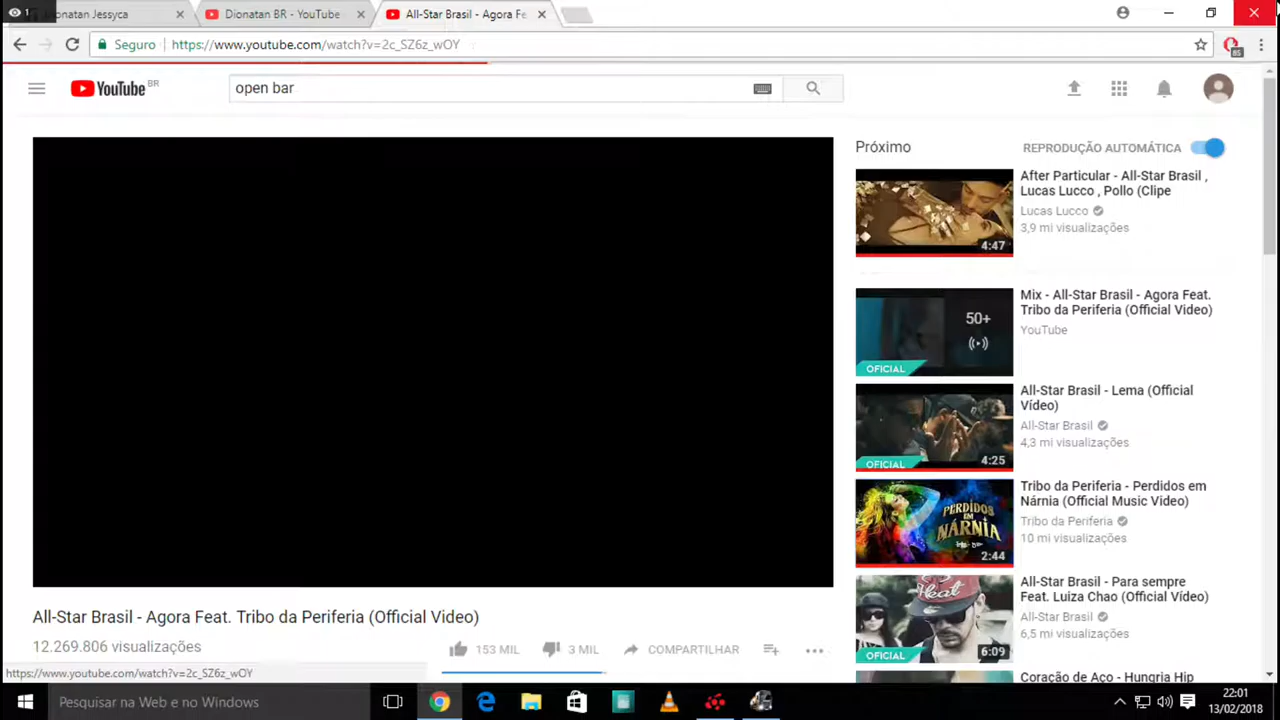 1
ionatan Jessyca
Dionatan BR - YouTube
All-Star Brasil - Agora Fe
Seguro
https://www.youtube.com/watch?v=2c_SZ6z_wOY
85
YouTube BR
open bar
Próximo
REPRODUÇÃO AUTOMÁTICA
After Particular - All-Star Brasil ,
Lucas Lucco , Pollo (Clipe
Lucas Lucco
3,9 mi visualizações
4:47
Mix - All-Star Brasil - Agora Feat.
Tribo da Periferia (Official Video)
YouTube
50+
OFICIAL
All-Star Brasil - Lema (Official
Vídeo)
All-Star Brasil
4,3 mi visualizações
4:25
OFICIAL
Tribo da Periferia - Perdidos em
Nárnia (Official Music Video)
Tribo da Periferia
10 mi visualizações
PERDIDOS
EM
NÁRNIA
2:44
All-Star Brasil - Para sempre
Feat. Luiza Chao (Official Vídeo)
All-Star Brasil
6,5 mi visualizações
Heat
6:09
OFICIAL
Coração de Aço - Hungria Hip
All-Star Brasil - Agora Feat. Tribo da Periferia (Official Video)
12.269.806 visualizações
153 MIL
3 MIL
COMPARTILHAR
https://www.youtube.com/watch?v=2c_SZ6z_wOY
Pesquisar na Web e no Windows
22:01
13/02/2018